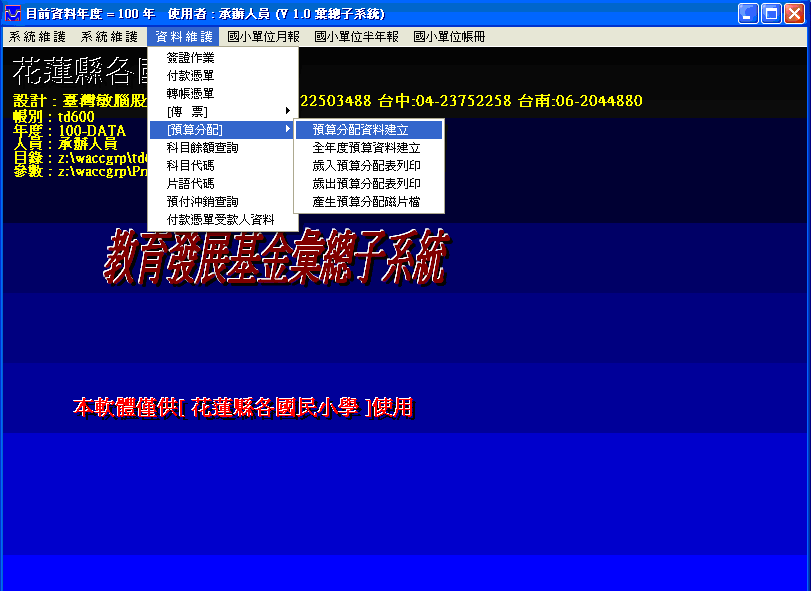 目前資料年度 = 100 年 使用者 : 承辦人員 (V 1.0 彙總子系統)
系統維護 系統維護 資料維護 國小單位月報 國小單位半年報 國小單位帳冊
花蓮縣各
設計 : 臺灣敏腦股 22503488 台中:04-23752258 台南:06-2044880
帳別 : td600
年度 : 100-DATA
人員 : 承辦人員
目錄 : z:\waccgrp\td6
參數 : z:\waccgrp\Prn
簽證作業
付款憑單
轉帳憑單
[傳 票]
[預算分配]
科目餘額查詢
科目代碼
片語代碼
預付沖銷查詢
付款憑單受款人資料
預算分配資料建立
全年度預算資料建立
歲入預算分配表列印
歲出預算分配表列印
產生預算分配磁片檔
教育發展基金彙總子系統
本軟體僅供[ 花蓮縣各國民小學 ]使用